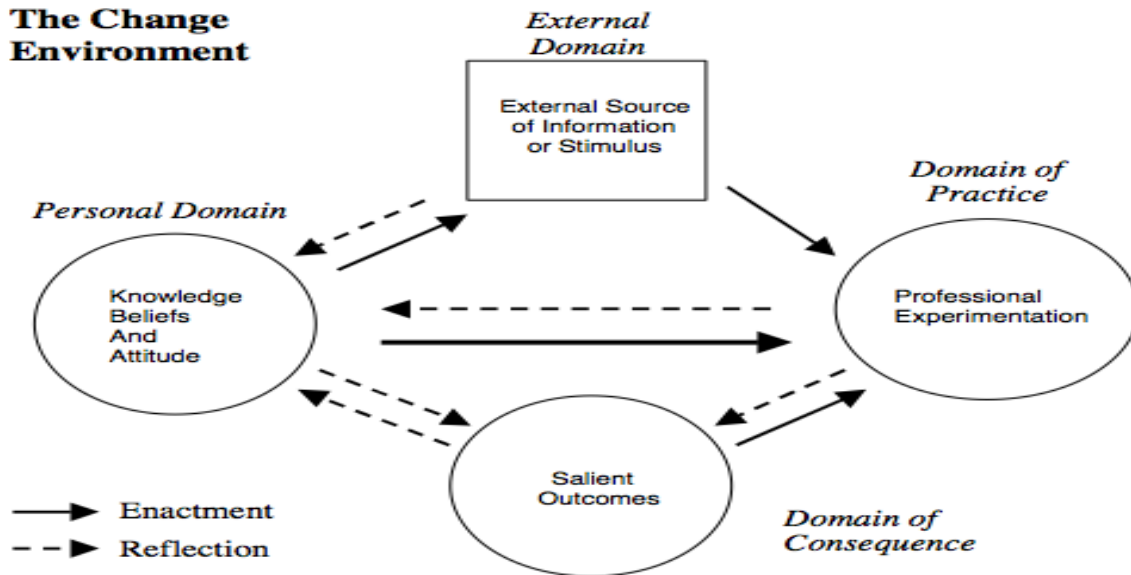 The Change
Environment
External
Domain
External Source
of Information
or Stimulus
Domain of
Practice
Personal Domain
Knowledge
Beliefs
And
Attitude
Professional
Experimentation
Salient
Outcomes
Enactment
Reflection
Domain of
Consequence